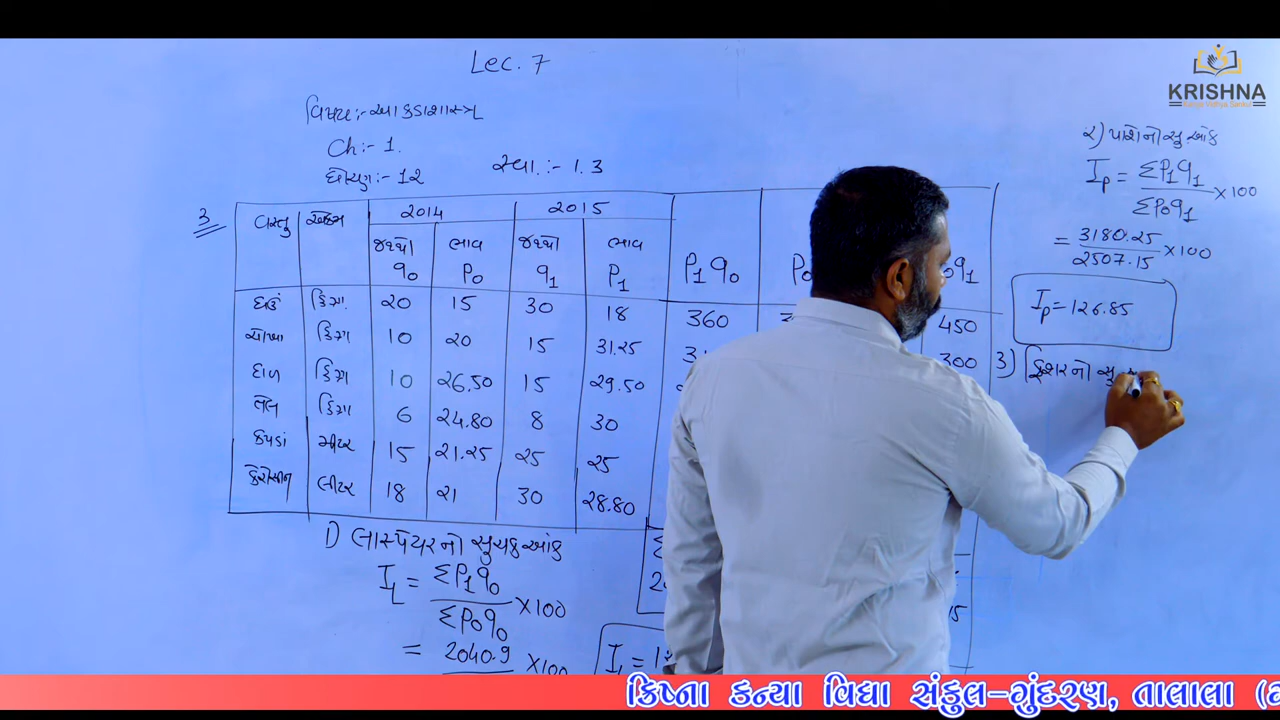 Lec. 7
વિષય:- આંકડાશાસ્ત્ર
Ch:- 1.
ધોરણ:- 12
સ્વા.:- 1.3
3
વસ્તુ એકમ 2014 2015
જથ્થો ભાવ જથ્થો ભાવ
q0 P0 q1 P1 P1q0
ઘઉં કિગ્રા. 20 15 30 18 360 450
ચોખા કિગ્રા 10 20 15 31.25 300
દાળ કિગ્રા 10 26.50 15 29.50
તેલ કિગ્રા 6 24.80 8 30
કપડાં મીટર 15 21.25 25 25
કેરોસીન લીટર 18 21 30 28.80
1) લાસ્પેયરનો સુચકઆંક
IL = ΣP1q0 / ΣP0q0 ×100
= 2040.9 ×100
૨) પાશેનો સુ.આંક
Ip = ΣP1q1 / ΣP0q1 ×100
= 3180.25 / 2507.15 ×100
Ip = 126.85
3) ફિશરનો સુ.
KRISHNA
ક્રિષ્ના કન્યા વિદ્યા સંકુલ-ગુંદરણ, તાલાલા